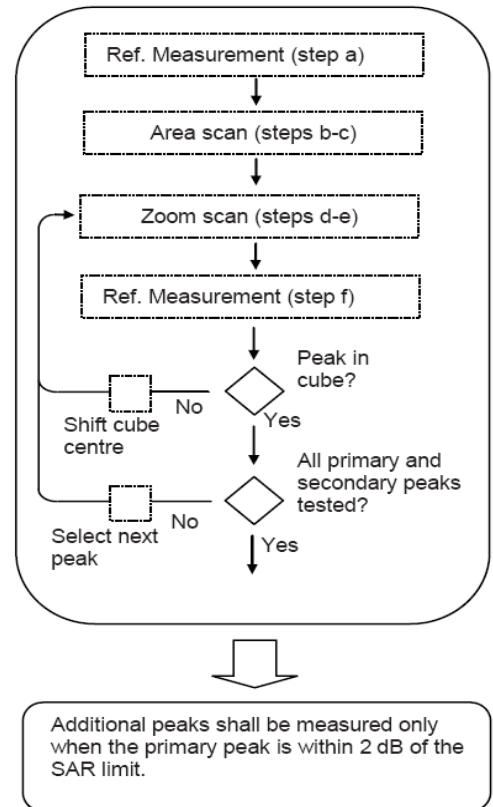 Ref. Measurement (step a)
Area scan (steps b-c)
Zoom scan (steps d-e)
Ref. Measurement (step f)
Peak in
cube?
No
Shift cube
centre
Yes
All primary and
secondary peaks
tested?
No
Select next
peak
Yes
Additional peaks shall be measured only
when the primary peak is within 2 dB of the
SAR limit.